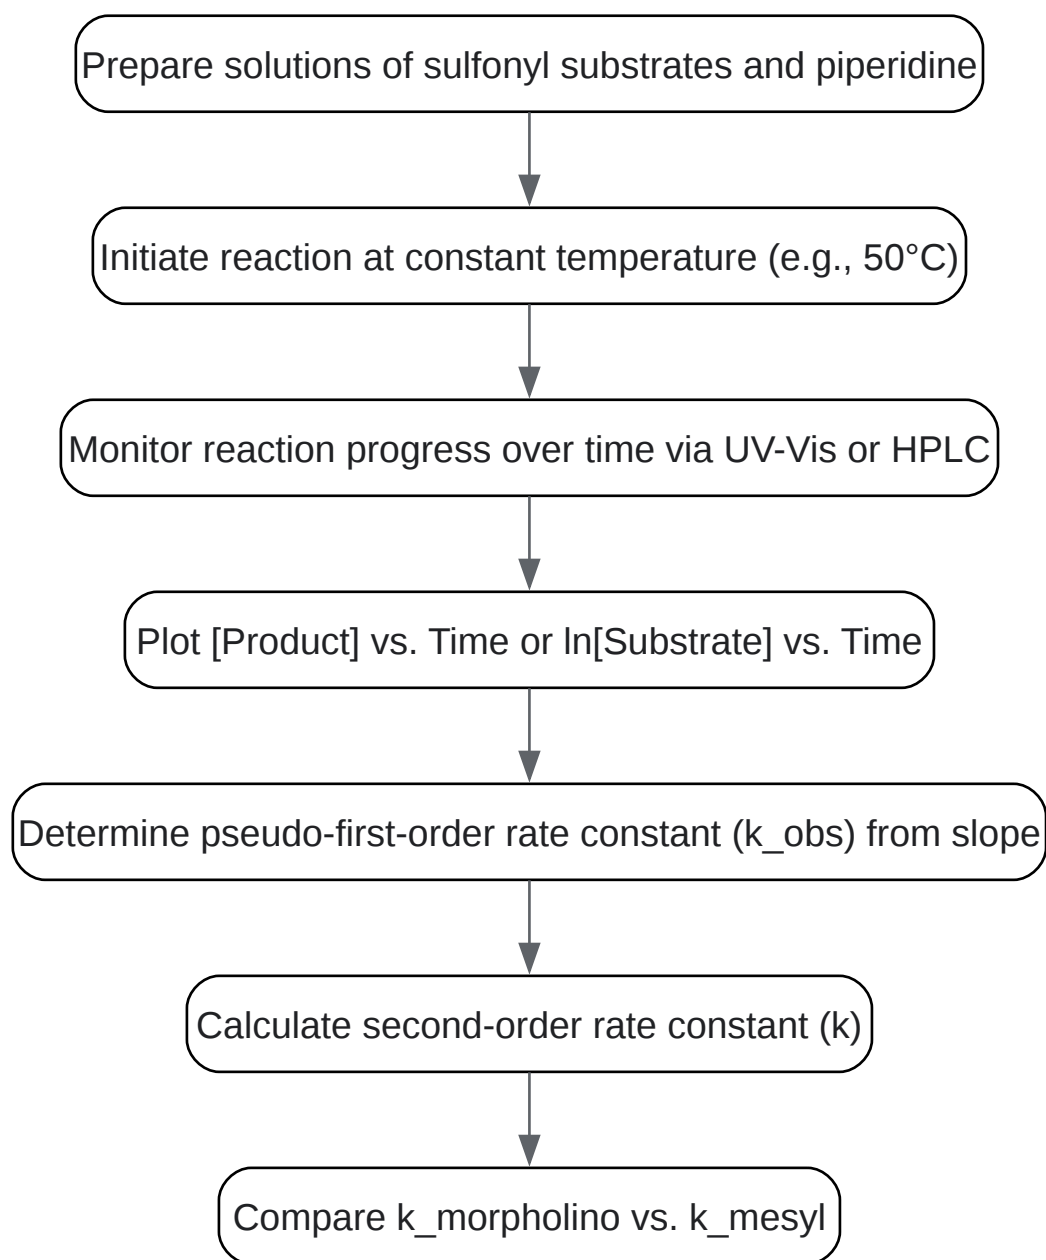 Prepare solutions of sulfonyl substrates and piperidine
Initiate reaction at constant temperature (e.g., 50°C)
Monitor reaction progress over time via UV-Vis or HPLC
Plot [Product] vs. Time or ln[Substrate] vs. Time
Determine pseudo-first-order rate constant (k_obs) from slope
Calculate second-order rate constant (k)
Compare k_morpholino vs. k_mesyl